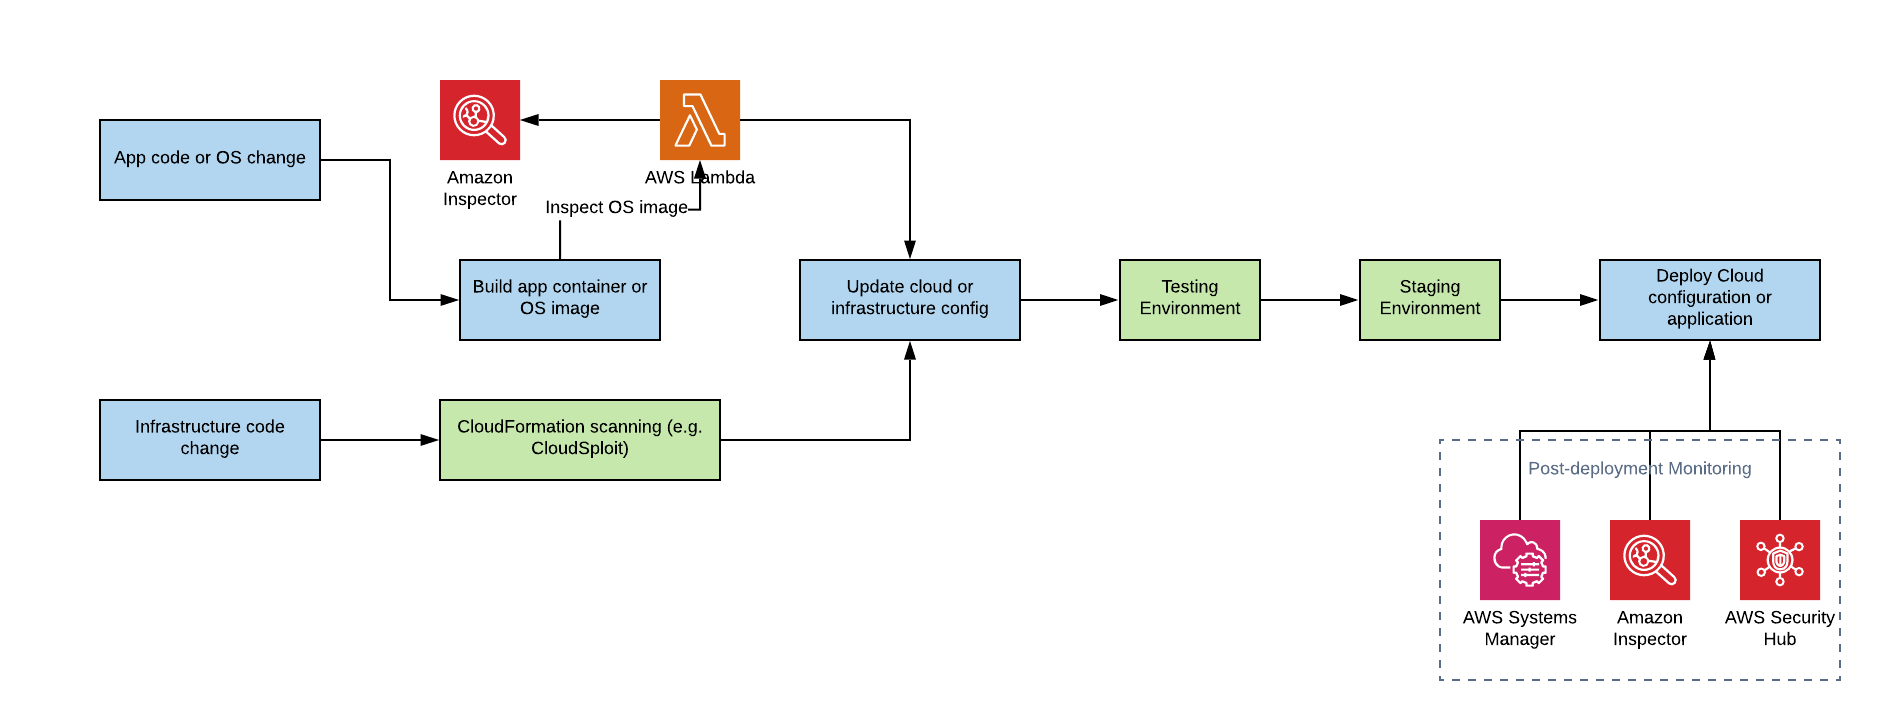 App code or OS change
Amazon
Inspector
AWS Lambda
Inspect OS image
Build app container or
OS image
Update cloud or
infrastructure config
Testing
Environment
Staging
Environment
Deploy Cloud
configuration or
application
Infrastructure code
change
CloudFormation scanning (e.g.
CloudSploit)
Post-deployment Monitoring
AWS Systems
Manager
Amazon
Inspector
AWS Security
Hub